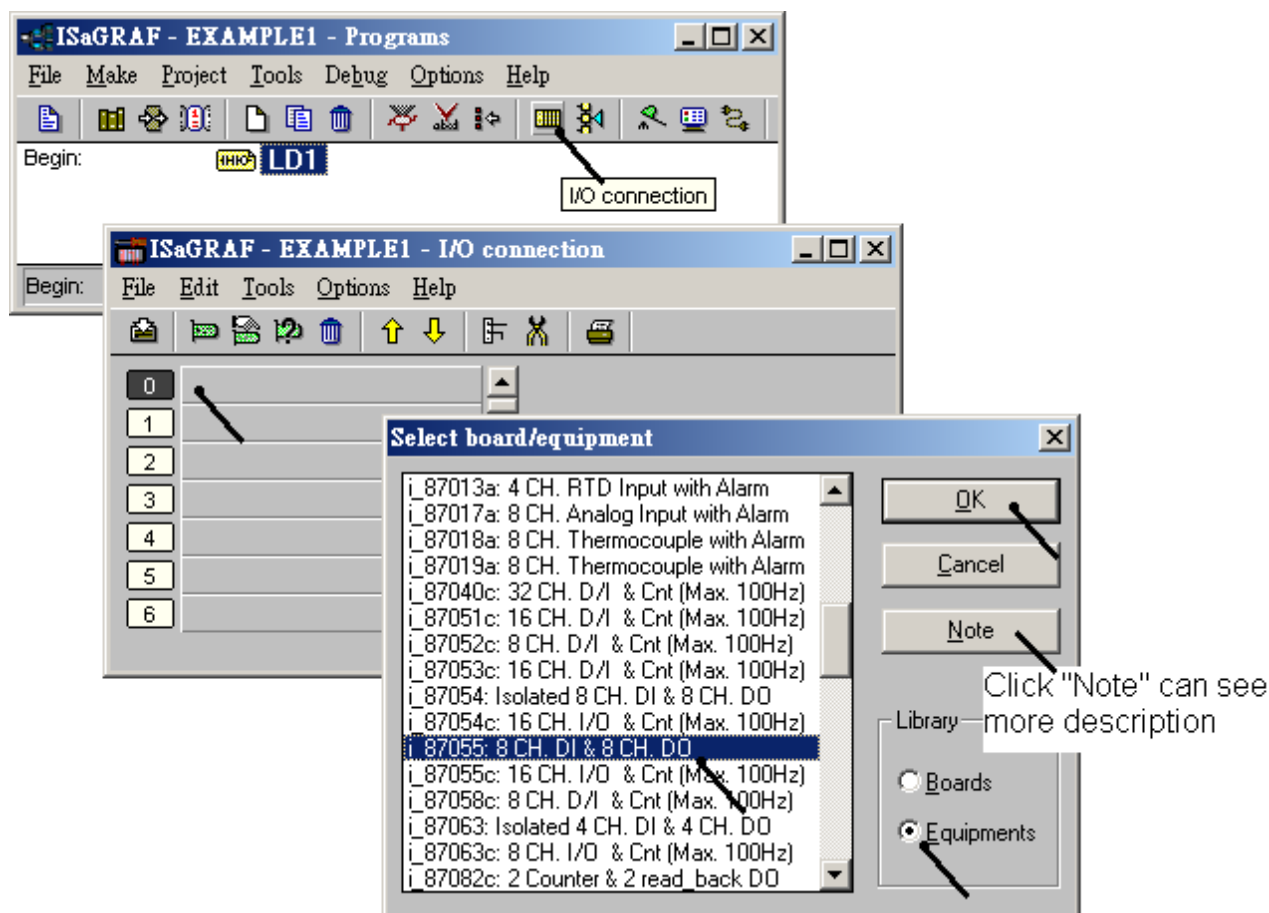 ISaGRAF - EXAMPLE1 - Programs
File Make Project Tools Debug Options Help
Begin: LD1
I/O connection
Begin:
ISaGRAF - EXAMPLE1 - I/O connection
File Edit Tools Options Help
0
1
2
3
4
5
6
Select board/equipment
i_87013a: 4 CH. RTD Input with Alarm
i_87017a: 8 CH. Analog Input with Alarm
i_87018a: 8 CH. Thermocouple with Alarm
i_87019a: 8 CH. Thermocouple with Alarm
i_87040c: 32 CH. D/I & Cnt (Max. 100Hz)
i_87051c: 16 CH. D/I & Cnt (Max. 100Hz)
i_87052c: 8 CH. D/I & Cnt (Max. 100Hz)
i_87053c: 16 CH. D/I & Cnt (Max. 100Hz)
i_87054: Isolated 8 CH. DI & 8 CH. DO
i_87054c: 16 CH. I/O & Cnt (Max. 100Hz)
i_87055: 8 CH. DI & 8 CH. DO
i_87055c: 16 CH. I/O & Cnt (Max. 100Hz)
i_87058c: 8 CH. D/I & Cnt (Max. 100Hz)
i_87063: Isolated 4 CH. DI & 4 CH. DO
i_87063c: 8 CH. I/O & Cnt (Max. 100Hz)
i_87082c: 2 Counter & 2 read_back DO
OK
Cancel
Note
Click "Note" can see
more description
Library
Boards
Equipments